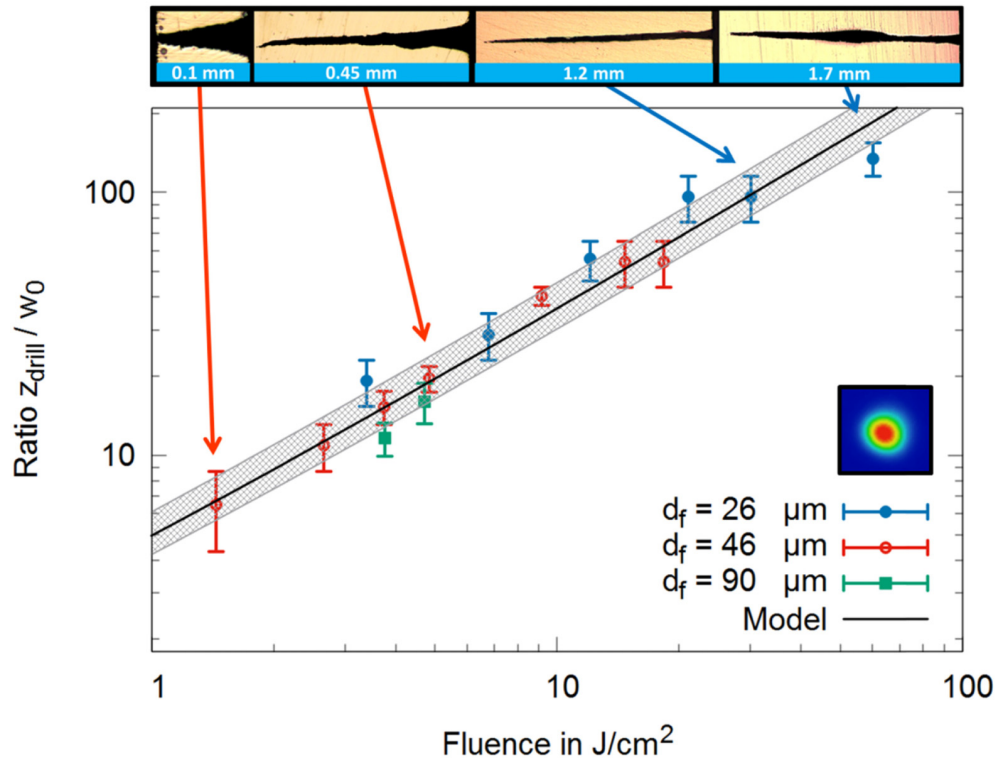 0.1 mm 0.45 mm 1.2 mm 1.7 mm
100
10
Ratio z_drill / w_0
d_f = 26 µm
d_f = 46 µm
d_f = 90 µm
Model
1 10 100
Fluence in J/cm²